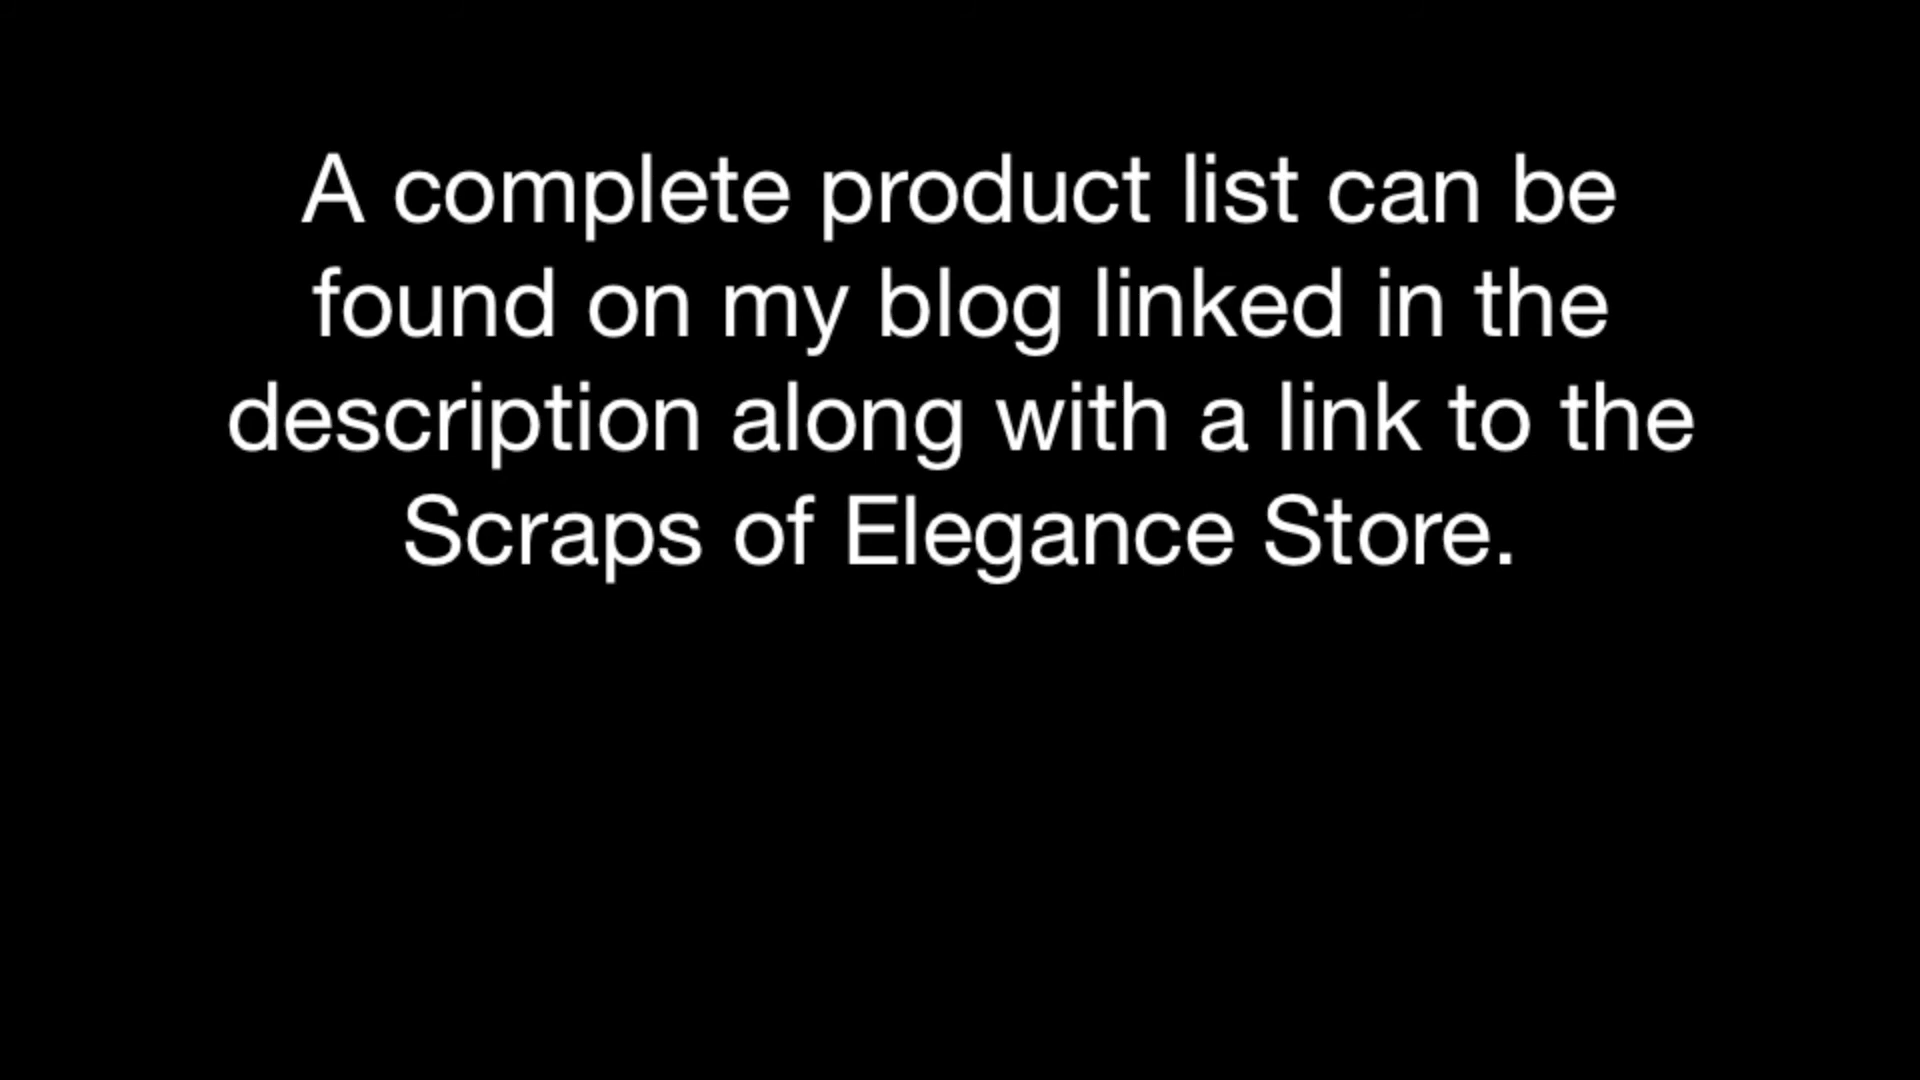 A complete product list can be
found on my blog linked in the
description along with a link to the
Scraps of Elegance Store.